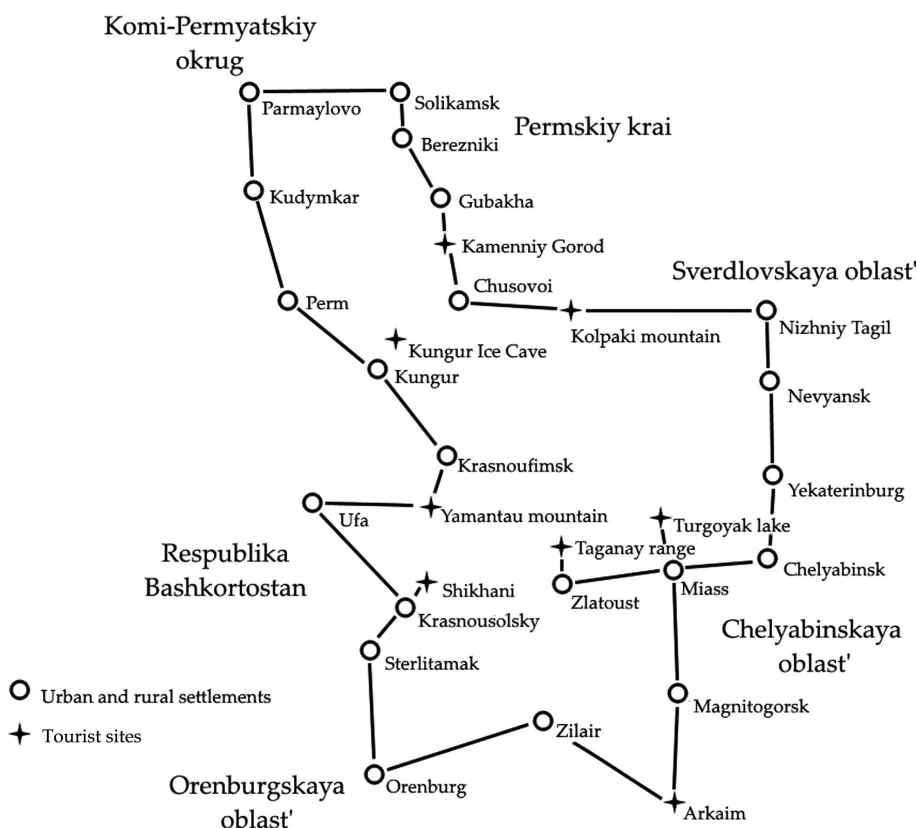 Komi-Permyatskiy
okrug
Parmaylovo
Solikamsk
Permskiy krai
Berezniki
Kudymkar
Gubakha
Kamenniy Gorod
Sverdlovskaya oblast'
Chusovoi
Perm
Kolpaki mountain
Nizhniy Tagil
Kungur Ice Cave
Kungur
Nevyansk
Krasnoufimsk
Yekaterinburg
Ufa
Yamantau mountain
Turgoyak lake
Respublika
Bashkortostan
Taganay range
Chelyabinsk
Shikhani
Zlatoust
Miass
Krasnousolsky
Chelyabinskaya
oblast'
Sterlitamak
Urban and rural settlements
Magnitogorsk
Tourist sites
Zilair
Orenburgskaya
oblast'
Orenburg
Arkaim